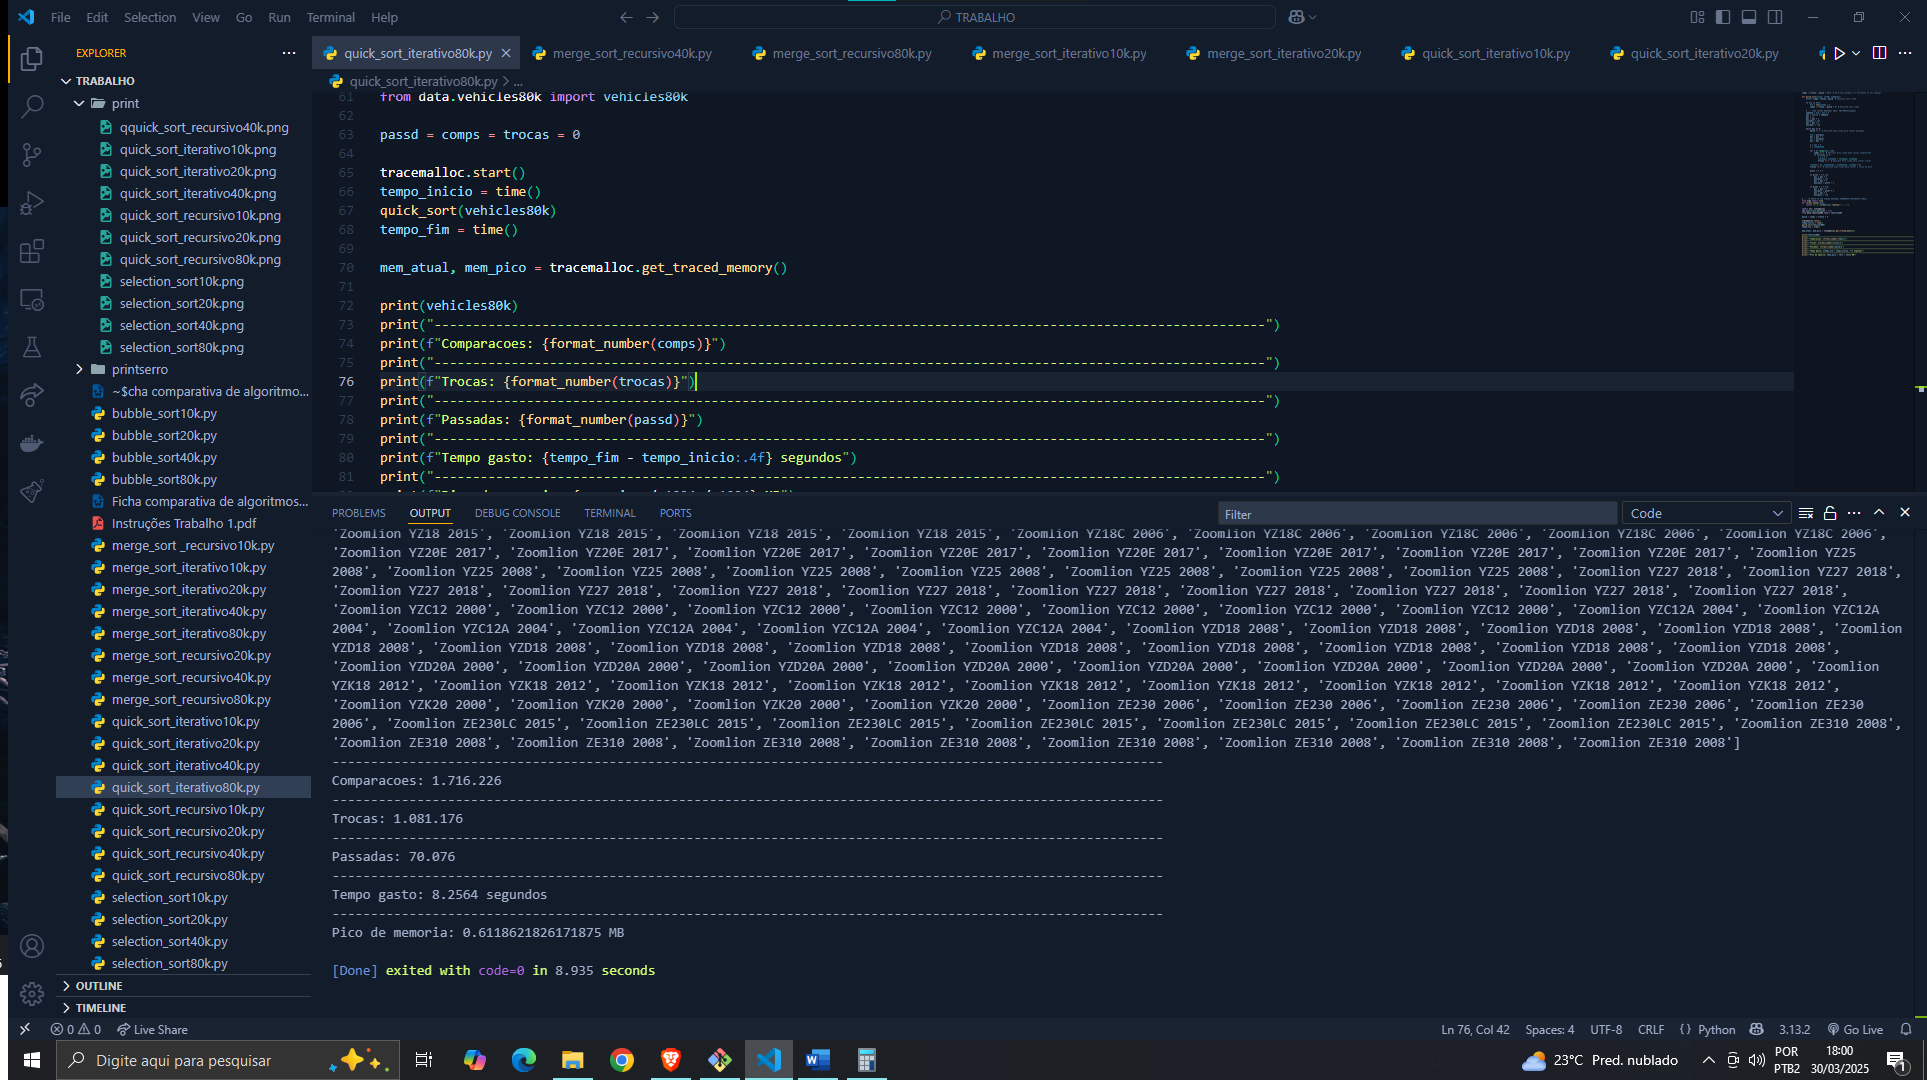 File Edit Selection View Go Run Terminal Help
TRABALHO
EXPLORER
quick_sort_iterativo80k.py
merge_sort_recursivo40k.py
merge_sort_recursivo80k.py
merge_sort_iterativo10k.py
merge_sort_iterativo20k.py
quick_sort_iterativo10k.py
quick_sort_iterativo20k.py
TRABALHO
print
qquick_sort_recursivo40k.png
quick_sort_iterativo10k.png
quick_sort_iterativo20k.png
quick_sort_iterativo40k.png
quick_sort_recursivo10k.png
quick_sort_recursivo20k.png
quick_sort_recursivo80k.png
selection_sort10k.png
selection_sort20k.png
selection_sort40k.png
selection_sort80k.png
printserro
~$cha comparativa de algoritmo...
bubble_sort10k.py
bubble_sort20k.py
bubble_sort40k.py
bubble_sort80k.py
Ficha comparativa de algoritmos...
Instruções Trabalho 1.pdf
merge_sort _recursivo10k.py
merge_sort_iterativo10k.py
merge_sort_iterativo20k.py
merge_sort_iterativo40k.py
merge_sort_iterativo80k.py
merge_sort_recursivo20k.py
merge_sort_recursivo40k.py
merge_sort_recursivo80k.py
quick_sort_iterativo10k.py
quick_sort_iterativo20k.py
quick_sort_iterativo40k.py
quick_sort_iterativo80k.py
quick_sort_recursivo10k.py
quick_sort_recursivo20k.py
quick_sort_recursivo40k.py
quick_sort_recursivo80k.py
selection_sort10k.py
selection_sort20k.py
selection_sort40k.py
selection_sort80k.py
OUTLINE
TIMELINE
quick_sort_iterativo80k.py > ...
61 from data.vehicles80k import vehicles80k
62
63 passd = comps = trocas = 0
64
65 tracemalloc.start()
66 tempo_inicio = time()
67 quick_sort(vehicles80k)
68 tempo_fim = time()
69
70 mem_atual, mem_pico = tracemalloc.get_traced_memory()
71
72 print(vehicles80k)
73 print("------------------------------------------------------------------------------------------------------------")
74 print(f"Comparacoes: {format_number(comps)}")
75 print("------------------------------------------------------------------------------------------------------------")
76 print(f"Trocas: {format_number(trocas)}")
77 print("------------------------------------------------------------------------------------------------------------")
78 print(f"Passadas: {format_number(passd)}")
79 print("------------------------------------------------------------------------------------------------------------")
80 print(f"Tempo gasto: {tempo_fim - tempo_inicio:.4f} segundos")
81 print("------------------------------------------------------------------------------------------------------------")
PROBLEMS OUTPUT DEBUG CONSOLE TERMINAL PORTS Filter Code
'Zoomlion YZ18 2015', 'Zoomlion YZ18 2015', 'Zoomlion YZ18 2015', 'Zoomlion YZ18 2015', 'Zoomlion YZ18C 2006', 'Zoomlion YZ18C 2006', 'Zoomlion YZ18C 2006', 'Zoomlion YZ18C 2006', 'Zoomlion YZ18C 2006',
'Zoomlion YZ20E 2017', 'Zoomlion YZ20E 2017', 'Zoomlion YZ20E 2017', 'Zoomlion YZ20E 2017', 'Zoomlion YZ20E 2017', 'Zoomlion YZ20E 2017', 'Zoomlion YZ20E 2017', 'Zoomlion YZ20E 2017', 'Zoomlion YZ25
2008', 'Zoomlion YZ25 2008', 'Zoomlion YZ25 2008', 'Zoomlion YZ25 2008', 'Zoomlion YZ25 2008', 'Zoomlion YZ25 2008', 'Zoomlion YZ25 2008', 'Zoomlion YZ25 2008', 'Zoomlion YZ27 2018', 'Zoomlion YZ27 2018',
'Zoomlion YZ27 2018', 'Zoomlion YZ27 2018', 'Zoomlion YZ27 2018', 'Zoomlion YZ27 2018', 'Zoomlion YZ27 2018', 'Zoomlion YZ27 2018', 'Zoomlion YZ27 2018', 'Zoomlion YZ27 2018', 'Zoomlion YZ27 2018',
'Zoomlion YZC12 2000', 'Zoomlion YZC12 2000', 'Zoomlion YZC12 2000', 'Zoomlion YZC12 2000', 'Zoomlion YZC12 2000', 'Zoomlion YZC12 2000', 'Zoomlion YZC12 2000', 'Zoomlion YZC12A 2004', 'Zoomlion YZC12A
2004', 'Zoomlion YZC12A 2004', 'Zoomlion YZC12A 2004', 'Zoomlion YZC12A 2004', 'Zoomlion YZD18 2008', 'Zoomlion YZD18 2008', 'Zoomlion YZD18 2008', 'Zoomlion YZD18 2008', 'Zoomlion
YZD18 2008', 'Zoomlion YZD18 2008', 'Zoomlion YZD18 2008', 'Zoomlion YZD18 2008', 'Zoomlion YZD18 2008', 'Zoomlion YZD18 2008', 'Zoomlion YZD18 2008', 'Zoomlion YZD18 2008', 'Zoomlion YZD18 2008',
'Zoomlion YZD20A 2000', 'Zoomlion YZD20A 2000', 'Zoomlion YZD20A 2000', 'Zoomlion YZD20A 2000', 'Zoomlion YZD20A 2000', 'Zoomlion YZD20A 2000', 'Zoomlion YZD20A 2000', 'Zoomlion YZD20A 2000', 'Zoomlion
YZK18 2012', 'Zoomlion YZK18 2012', 'Zoomlion YZK18 2012', 'Zoomlion YZK18 2012', 'Zoomlion YZK18 2012', 'Zoomlion YZK18 2012', 'Zoomlion YZK18 2012', 'Zoomlion YZK18 2012', 'Zoomlion YZK18 2012',
'Zoomlion YZK20 2000', 'Zoomlion YZK20 2000', 'Zoomlion YZK20 2000', 'Zoomlion YZK20 2000', 'Zoomlion ZE230 2006', 'Zoomlion ZE230 2006', 'Zoomlion ZE230 2006', 'Zoomlion ZE230 2006', 'Zoomlion ZE230
2006', 'Zoomlion ZE230LC 2015', 'Zoomlion ZE230LC 2015', 'Zoomlion ZE230LC 2015', 'Zoomlion ZE230LC 2015', 'Zoomlion ZE230LC 2015', 'Zoomlion ZE230LC 2015', 'Zoomlion ZE230LC 2015', 'Zoomlion ZE310 2008',
'Zoomlion ZE310 2008', 'Zoomlion ZE310 2008', 'Zoomlion ZE310 2008', 'Zoomlion ZE310 2008', 'Zoomlion ZE310 2008', 'Zoomlion ZE310 2008', 'Zoomlion ZE310 2008', 'Zoomlion ZE310 2008']
------------------------------------------------------------------------------------------------------------
Comparacoes: 1.716.226
------------------------------------------------------------------------------------------------------------
Trocas: 1.081.176
------------------------------------------------------------------------------------------------------------
Passadas: 70.076
------------------------------------------------------------------------------------------------------------
Tempo gasto: 8.2564 segundos
------------------------------------------------------------------------------------------------------------
Pico de memoria: 0.6118621826171875 MB
[Done] exited with code=0 in 8.935 seconds
0 0 Live Share Ln 76, Col 42 Spaces: 4 UTF-8 CRLF {} Python 3.13.2 Go Live
Digite aqui para pesquisar 23°C Pred. nublado POR PTB2 18:00 30/03/2025 1